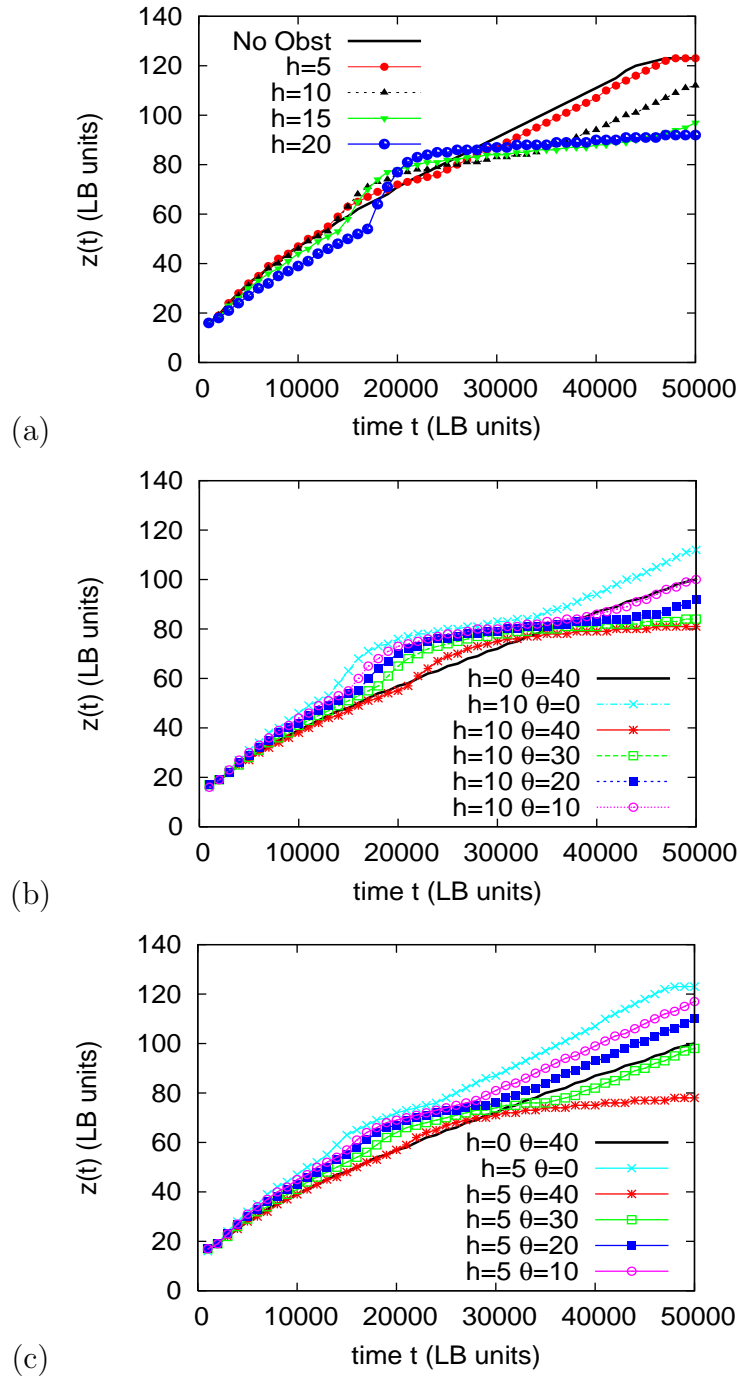 No Obst
h=5
h=10
h=15
h=20
140
120
100
80
60
40
20
0
z(t) (LB units)
0 10000 20000 30000 40000 50000
time t (LB units)
(a)
140
120
100
80
60
40
20
0
z(t) (LB units)
h=0 θ=40
h=10 θ=0
h=10 θ=40
h=10 θ=30
h=10 θ=20
h=10 θ=10
0 10000 20000 30000 40000 50000
time t (LB units)
(b)
140
120
100
80
60
40
20
0
z(t) (LB units)
h=0 θ=40
h=5 θ=0
h=5 θ=40
h=5 θ=30
h=5 θ=20
h=5 θ=10
0 10000 20000 30000 40000 50000
time t (LB units)
(c)